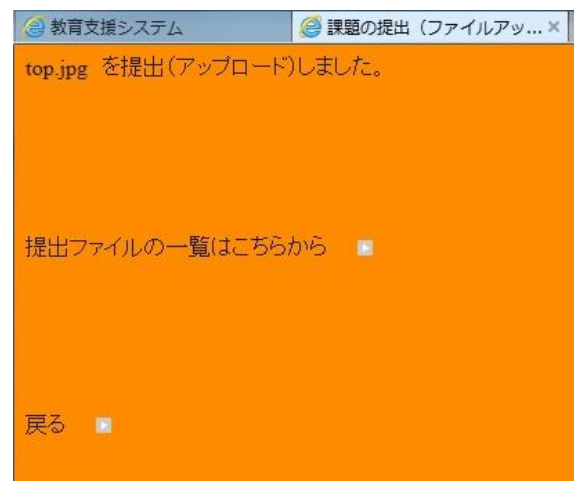 教育支援システム
課題の提出（ファイルアッ...
top.jpg を提出(アップロード)しました。
提出ファイルの一覧はこちらから
戻る